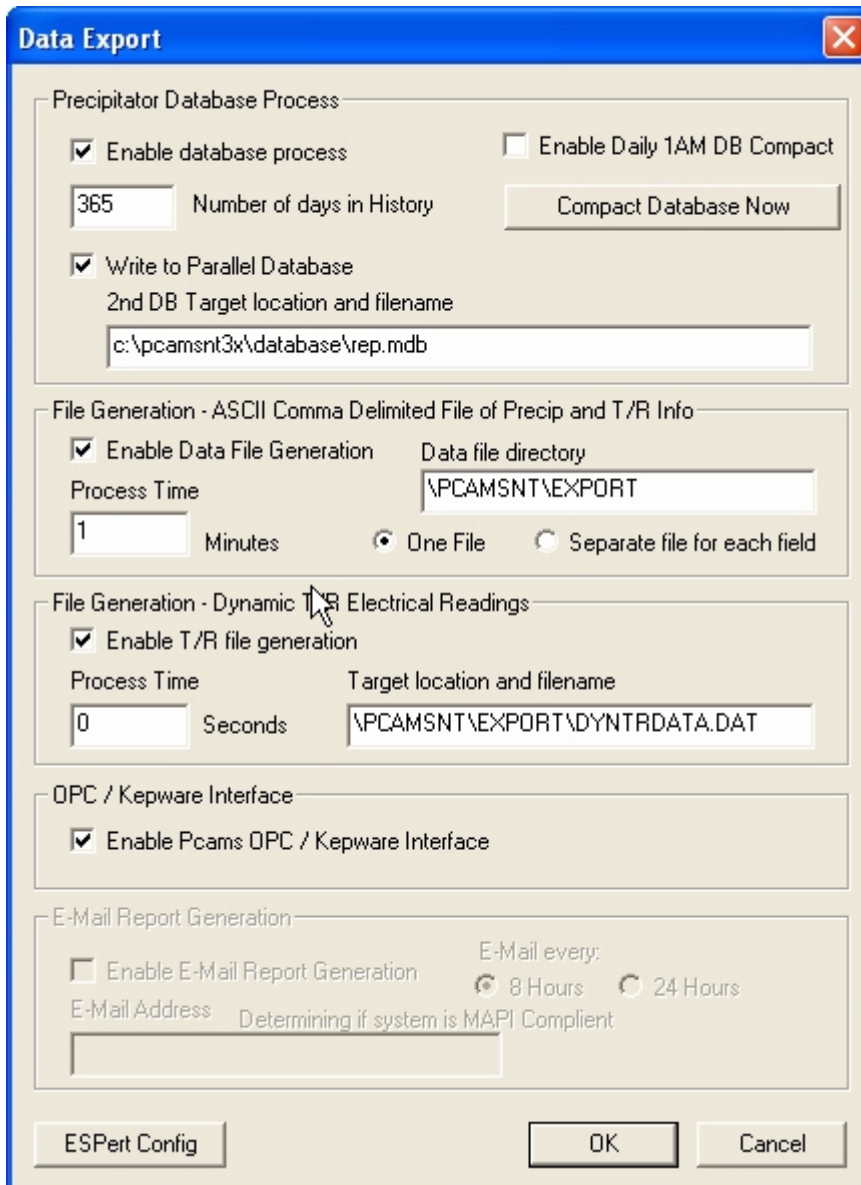 Data Export
Precipitator Database Process
Enable database process
Enable Daily 1AM DB Compact
365 Number of days in History
Compact Database Now
Write to Parallel Database
2nd DB Target location and filename
c:\pcamsnt3x\database\rep.mdb
File Generation - ASCII Comma Delimited File of Precip and T/R Info
Enable Data File Generation
Data file directory
\PCAMSNT\EXPORT
Process Time
1 Minutes
One File
Separate file for each field
File Generation - Dynamic T/R Electrical Readings
Enable T/R file generation
Process Time
Target location and filename
0 Seconds
\PCAMSNT\EXPORT\DYNTRDATA.DAT
OPC / Kepware Interface
Enable Pcams OPC / Kepware Interface
E-Mail Report Generation
Enable E-Mail Report Generation
E-Mail every:
8 Hours
24 Hours
E-Mail Address
Determining if system is MAPI Complient
ESPert Config
OK
Cancel